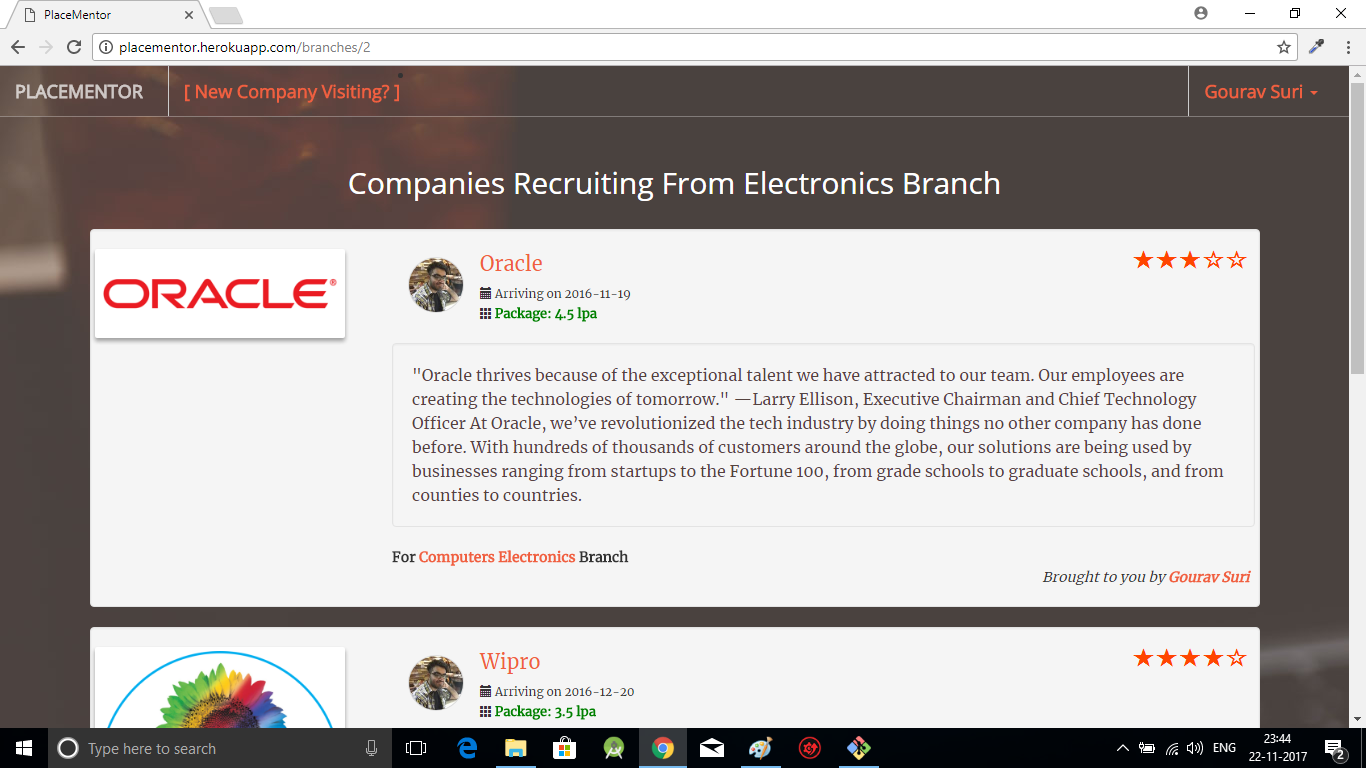 PlaceMentor
placementor.herokuapp.com/branches/2
PLACEMENTOR
[ New Company Visiting? ]
Gourav Suri
Companies Recruiting From Electronics Branch
ORACLE®
Oracle
Arriving on 2016-11-19
Package: 4.5 lpa
"Oracle thrives because of the exceptional talent we have attracted to our team. Our employees are
creating the technologies of tomorrow." —Larry Ellison, Executive Chairman and Chief Technology
Officer At Oracle, we’ve revolutionized the tech industry by doing things no other company has done
before. With hundreds of thousands of customers around the globe, our solutions are being used by
businesses ranging from startups to the Fortune 100, from grade schools to graduate schools, and from
counties to countries.
For Computers Electronics Branch
Brought to you by Gourav Suri
Wipro
Arriving on 2016-12-20
Package: 3.5 lpa
Type here to search
ENG
23:44
22-11-2017
2